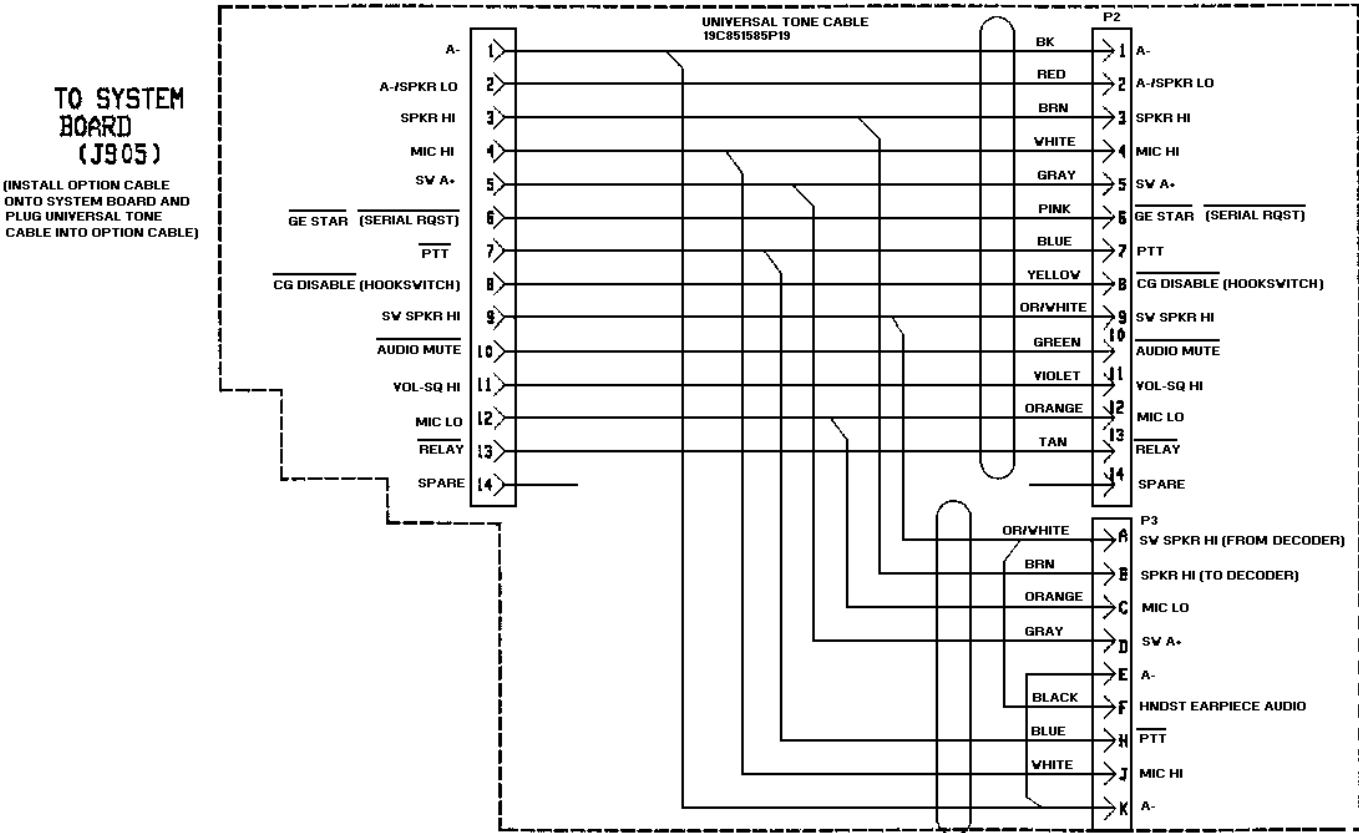 UNIVERSAL TONE CABLE
19C851585P19
P2
TO SYSTEM
BOARD
(J905)
(INSTALL OPTION CABLE
ONTO SYSTEM BOARD AND
PLUG UNIVERSAL TONE
CABLE INTO OPTION CABLE)
A- 1 BK 1 A-
A-/SPKR LO 2 RED 2 A-/SPKR LO
SPKR HI 3 BRN 3 SPKR HI
MIC HI 4 WHITE 4 MIC HI
SW A+ 5 GRAY 5 SW A+
GE STAR (SERIAL RQST) 6 PINK 6 GE STAR (SERIAL RQST)
PTT 7 BLUE 7 PTT
CG DISABLE (HOOKSWITCH) 8 YELLOW 8 CG DISABLE (HOOKSWITCH)
SW SPKR HI 9 OR/WHITE 9 SW SPKR HI
AUDIO MUTE 10 GREEN 10 AUDIO MUTE
VOL-SQ HI 11 VIOLET 11 VOL-SQ HI
MIC LO 12 ORANGE 12 MIC LO
RELAY 13 TAN 13 RELAY
SPARE 14 14 SPARE
P3
OR/WHITE A SW SPKR HI (FROM DECODER)
BRN B SPKR HI (TO DECODER)
ORANGE C MIC LO
GRAY D SW A+
E A-
BLACK F HNDST EARPIECE AUDIO
BLUE H PTT
WHITE J MIC HI
K A-